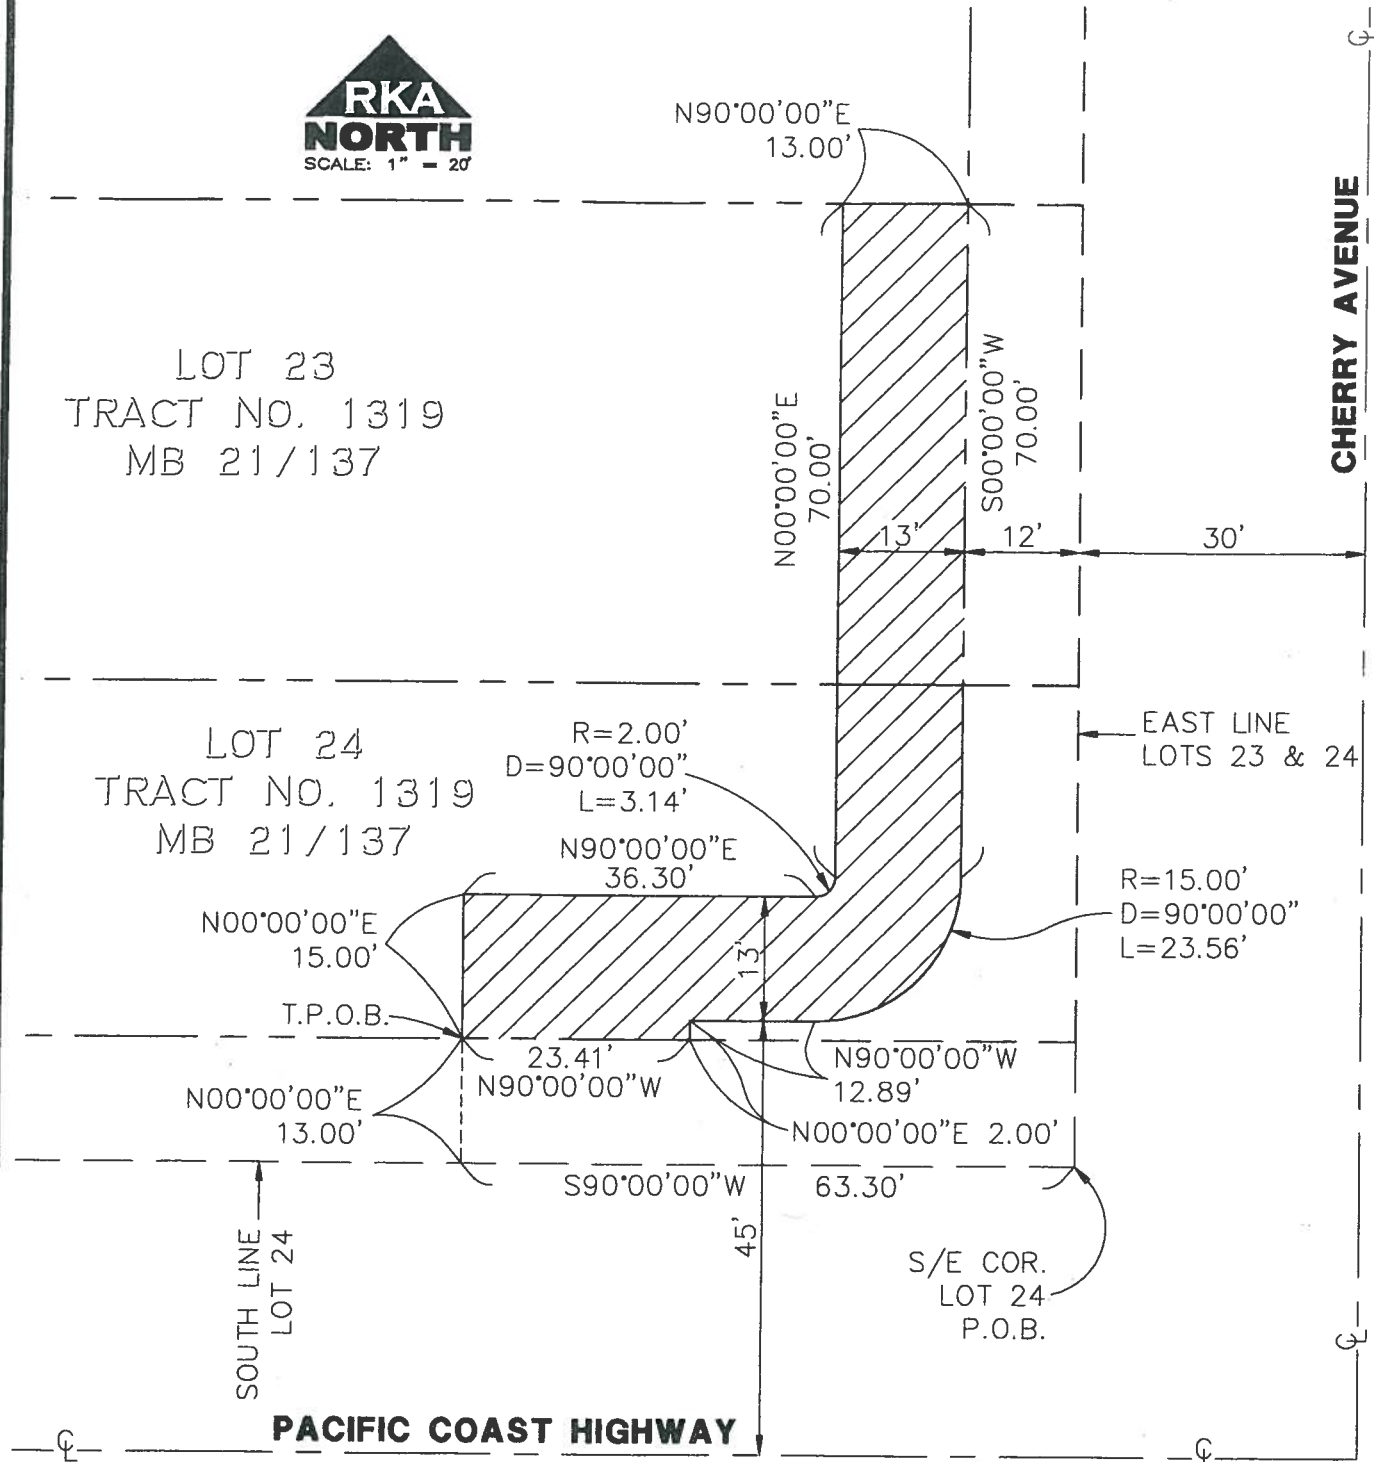 RKA
NORTH
SCALE: 1" = 20'
N90°00'00"E
13.00'
CHERRY AVENUE
LOT 23
TRACT NO. 1319
MB 21/137
N00°00'00"E
70.00'
S00°00'00"W
70.00'
13'
12'
30'
LOT 24
TRACT NO. 1319
MB 21/137
R=2.00'
D=90°00'00"
L=3.14'
EAST LINE
LOTS 23 & 24
N90°00'00"E
36.30'
R=15.00'
D=90°00'00"
L=23.56'
N00°00'00"E
15.00'
13'
T.P.O.B.
23.41'
N90°00'00"W
N90°00'00"W
12.89'
N00°00'00"E
13.00'
N00°00'00"E 2.00'
S90°00'00"W 63.30'
45'
SOUTH LINE
LOT 24
S/E COR.
LOT 24
P.O.B.
PACIFIC COAST HIGHWAY